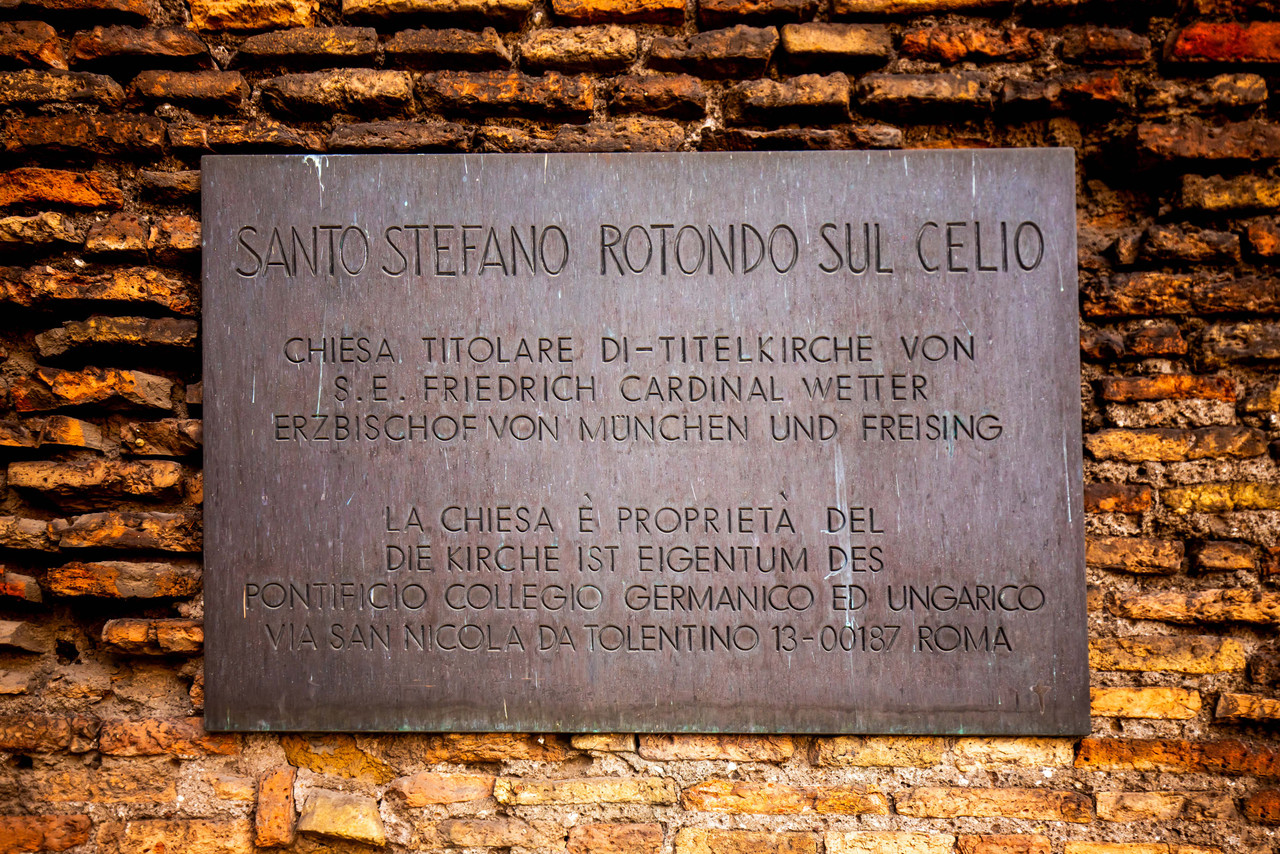 SANTO STEFANO ROTONDO SUL CELIO
CHIESA TITOLARE DI-TITELKIRCHE VON
S.E. FRIEDRICH CARDINAL WETTER
ERZBISCHOF VON MÜNCHEN UND FREISING
LA CHIESA È PROPRIETÀ DEL
DIE KIRCHE IST EIGENTUM DES
PONTIFICIO COLLEGIO GERMANICO ED UNGARICO
VIA SAN NICOLA DA TOLENTINO 13-00187 ROMA